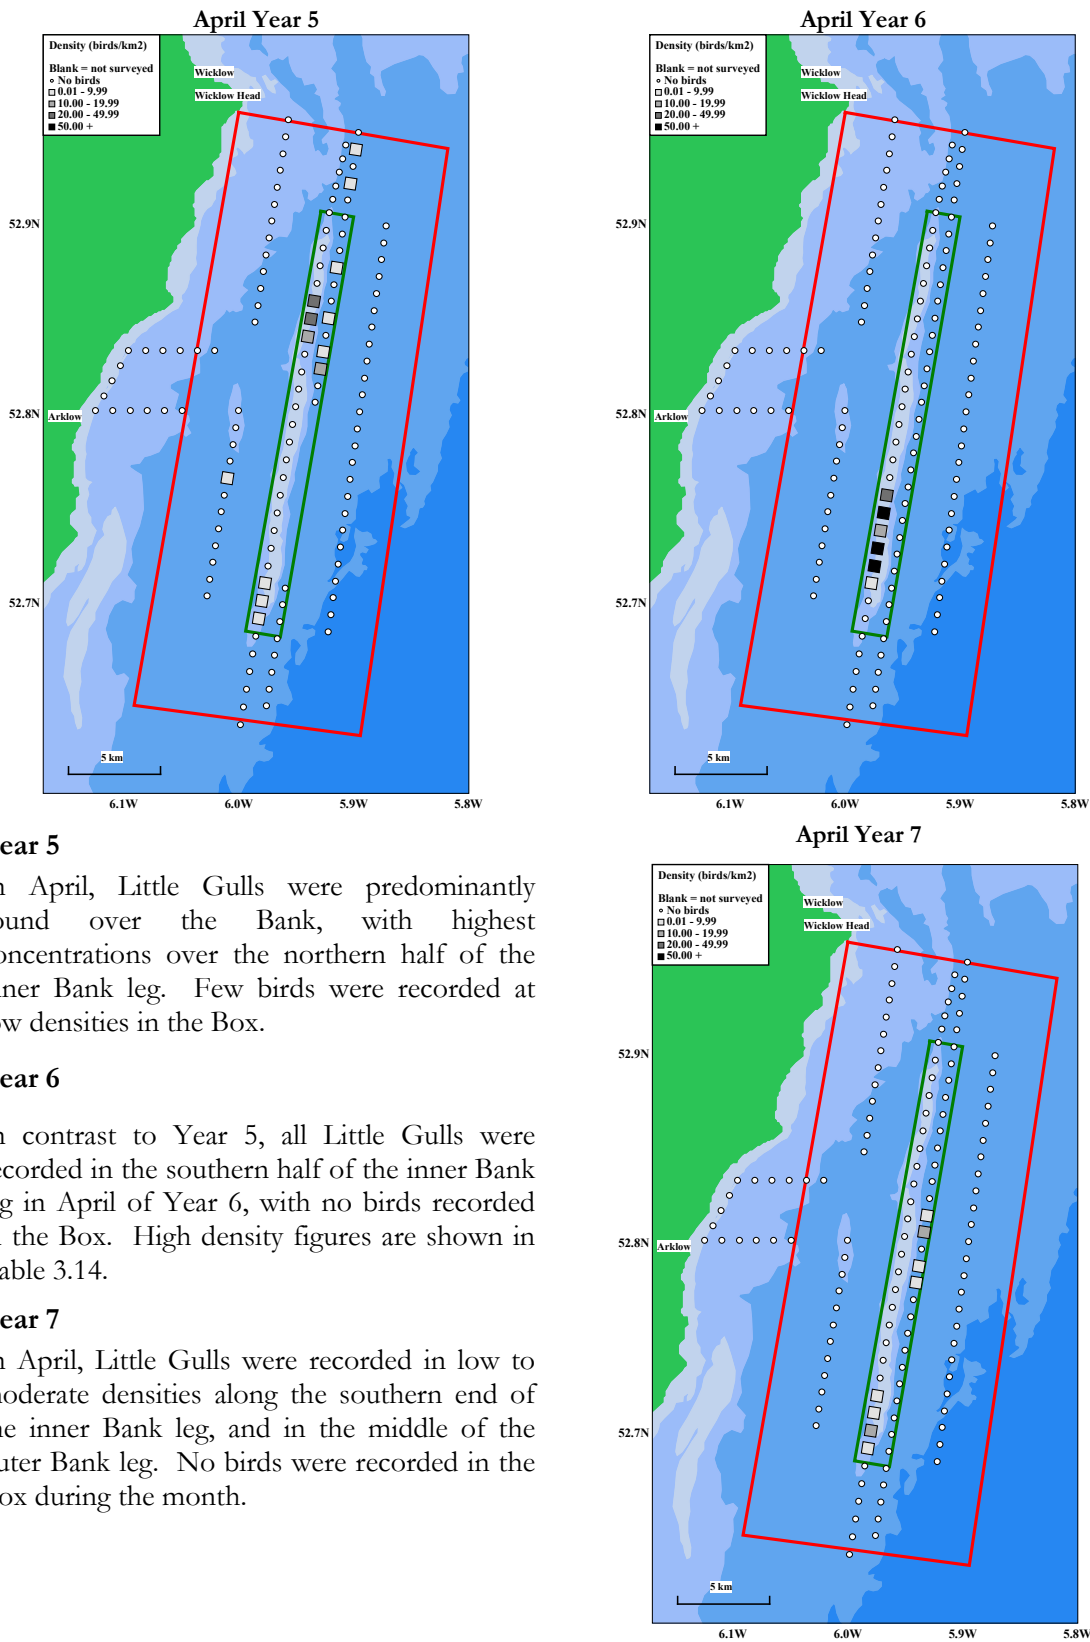 April Year 5
Density (birds/km2)
Blank = not surveyed
No birds
0.01 - 9.99
10.00 - 19.99
20.00 - 49.99
50.00 +
Wicklow
Wicklow Head
52.9N
52.8N
Arklow
52.7N
5 km
6.1W 6.0W 5.9W 5.8W
April Year 6
Density (birds/km2)
Blank = not surveyed
No birds
0.01 - 9.99
10.00 - 19.99
20.00 - 49.99
50.00 +
Wicklow
Wicklow Head
52.9N
52.8N
Arklow
52.7N
5 km
6.1W 6.0W 5.9W 5.8W
ear 5
n April, Little Gulls were predominantly
ound over the Bank, with highest
oncentrations over the northern half of the
nner Bank leg. Few birds were recorded at
ow densities in the Box.
ear 6
n contrast to Year 5, all Little Gulls were
ecorded in the southern half of the inner Bank
g in April of Year 6, with no birds recorded
the Box. High density figures are shown in
able 3.14.
ear 7
n April, Little Gulls were recorded in low to
moderate densities along the southern end of
he inner Bank leg, and in the middle of the
uter Bank leg. No birds were recorded in the
ox during the month.
April Year 7
Density (birds/km2)
Blank = not surveyed
No birds
0.01 - 9.99
10.00 - 19.99
20.00 - 49.99
50.00 +
Wicklow
Wicklow Head
52.9N
52.8N
Arklow
52.7N
5 km
6.1W 6.0W 5.9W 5.8W